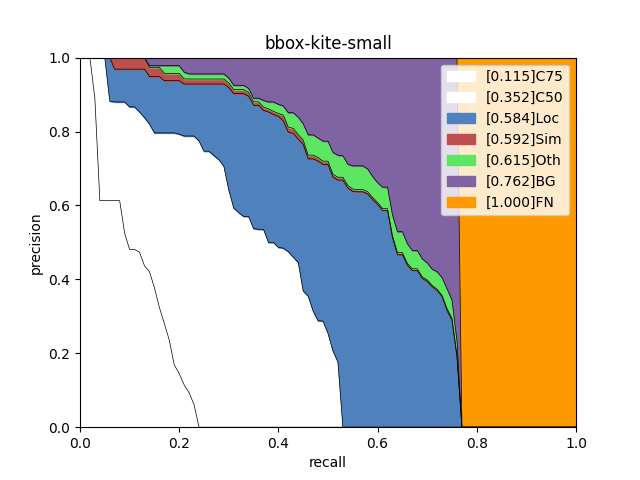 bbox-kite-small
1.0
0.8
0.6
0.4
0.2
0.0
precision
[0.115]C75
[0.352]C50
[0.584]Loc
[0.592]Sim
[0.615]Oth
[0.762]BG
[1.000]FN
0.0 0.2 0.4 0.6 0.8 1.0
recall